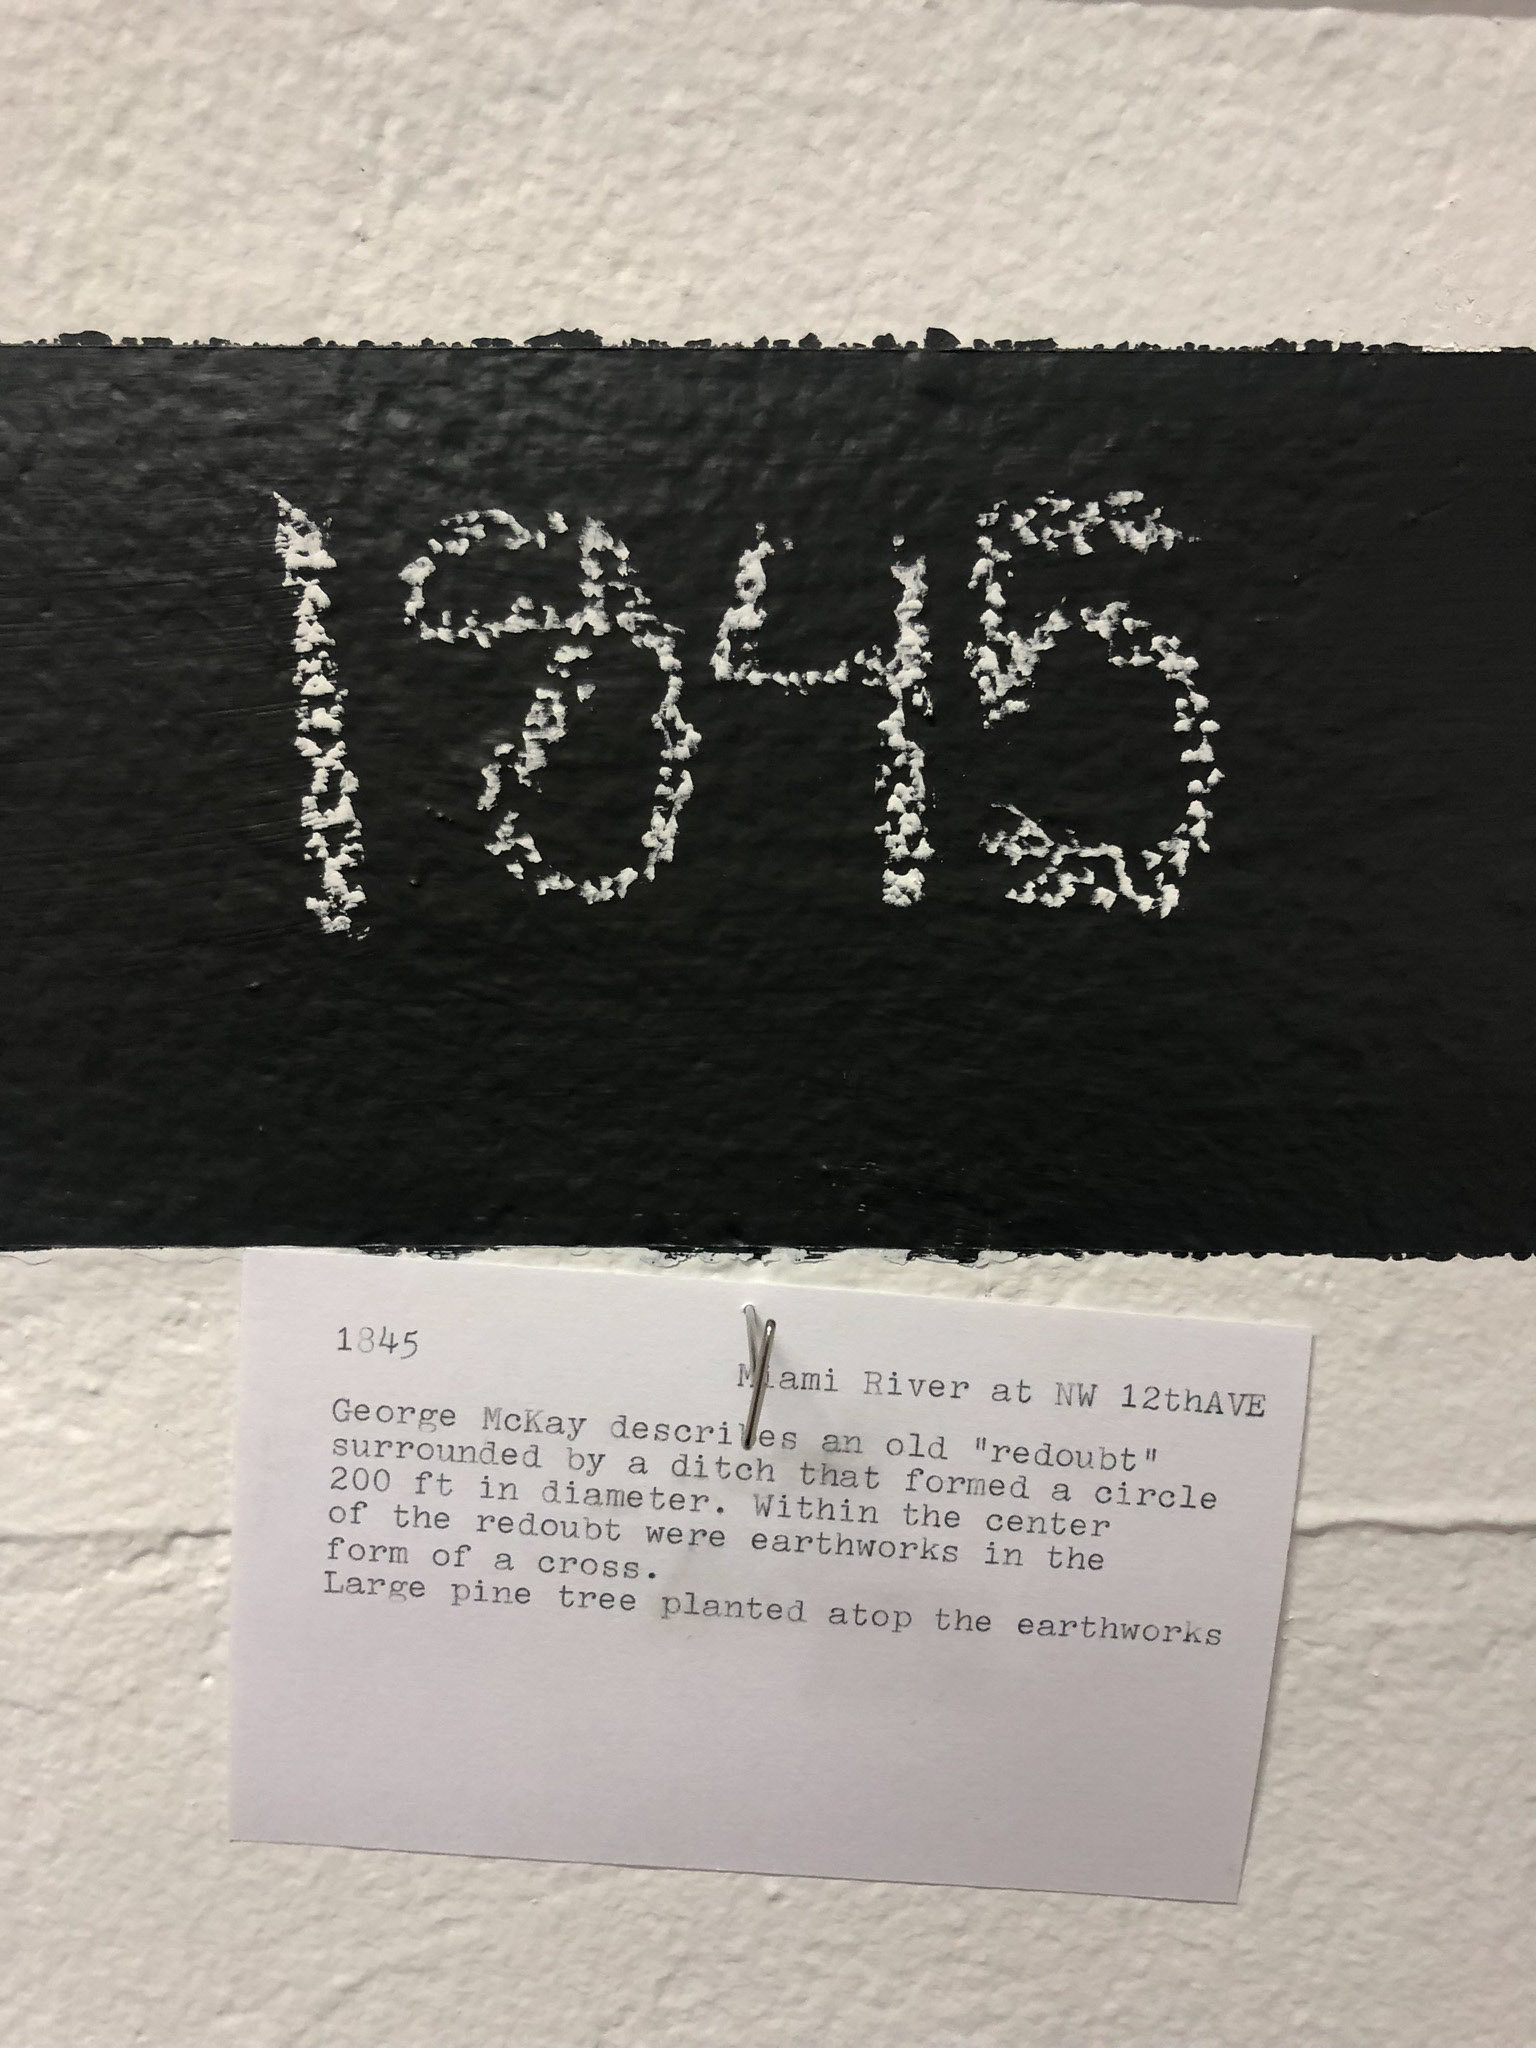 1845
1845
Miami River at NW 12thAVE
George McKay describes an old "redoubt"
surrounded by a ditch that formed a circle
200 ft in diameter. Within the center
of the redoubt were earthworks in the
form of a cross.
Large pine tree planted atop the earthworks